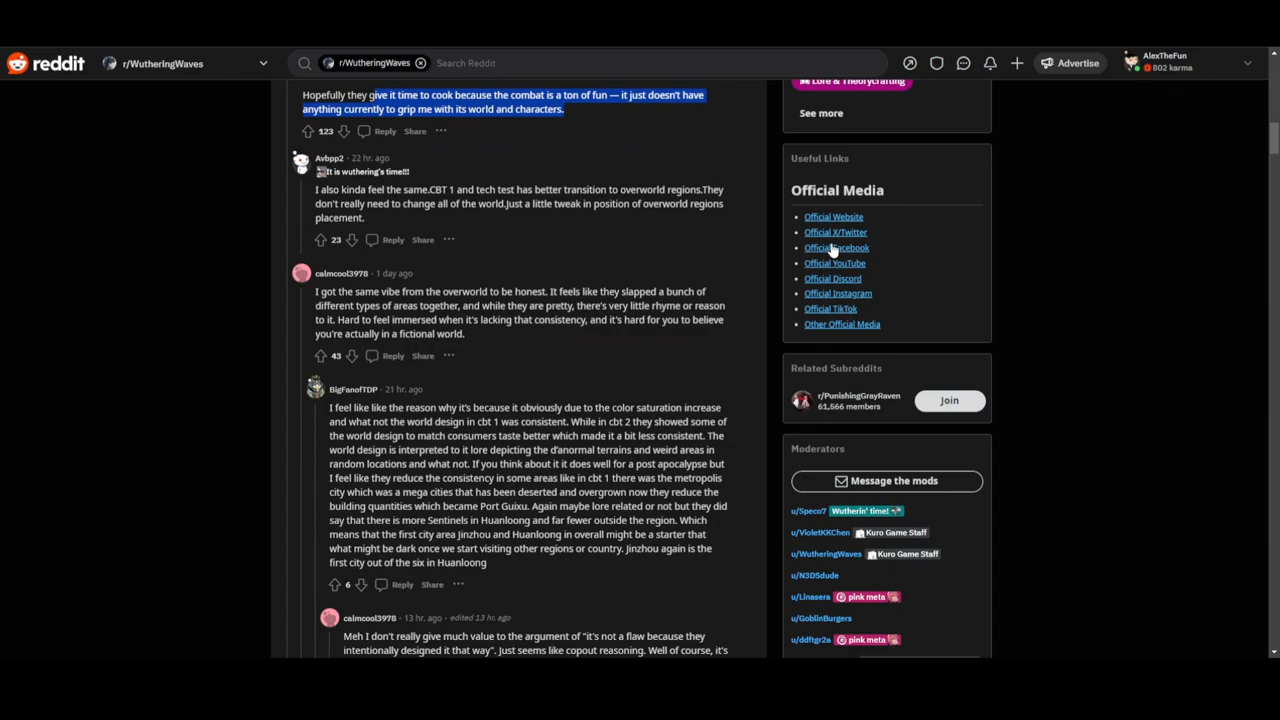 reddit
r/WutheringWaves
r/WutheringWaves
Search Reddit
Advertise
AlexTheFun
802 karma
Hopefully they give it time to cook because the combat is a ton of fun — it just doesn't have
anything currently to grip me with its world and characters.
123 Reply Share ...
Avbpp2 · 22 hr. ago
It is wuthering's time!!!
I also kinda feel the same.CBT 1 and tech test has better transition to overworld regions.They
don't really need to change all of the world.Just a little tweak in position of overworld regions
placement.
23 Reply Share ...
calmcool3978 · 1 day ago
I got the same vibe from the overworld to be honest. It feels like they slapped a bunch of
different types of areas together, and while they are pretty, there's very little rhyme or reason
to it. Hard to feel immersed when it's lacking that consistency, and it's hard for you to believe
you're actually in a fictional world.
43 Reply Share ...
BigFanofTDP · 21 hr. ago
I feel like like the reason why it's because it obviously due to the color saturation increase
and what not the world design in cbt 1 was consistent. While in cbt 2 they showed some of
the world design to match consumers taste better which made it a bit less consistent. The
world design is interpreted to it lore depicting the d'anormal terrains and weird areas in
random locations and what not. If you think about it it does well for a post apocalypse but
I feel like they reduce the consistency in some areas like in cbt 1 there was the metropolis
city which was a mega cities that has been deserted and overgrown now they reduce the
building quantities which became Port Guixu. Again maybe lore related or not but they did
say that there is more Sentinels in Huanloong and far fewer outside the region. Which
means that the first city area Jinzhou and Huanloong in overall might be a starter that
what might be dark once we start visiting other regions or country. Jinzhou again is the
first city out of the six in Huanloong
6 Reply Share ...
calmcool3978 · 13 hr. ago · edited 13 hr. ago
Meh I don't really give much value to the argument of "it's not a flaw because they
intentionally designed it that way". Just seems like copout reasoning. Well of course, it's
Lore & Theorycrafting
See more
Useful Links
Official Media
• Official Website
• Official X/Twitter
• Official Facebook
• Official YouTube
• Official Discord
• Official Instagram
• Official TikTok
• Other Official Media
Related Subreddits
r/PunishingGrayRaven
61,566 members
Join
Moderators
Message the mods
u/Speco7 Wutherin' time!
u/VioletKKChen Kuro Game Staff
u/WutheringWaves Kuro Game Staff
u/N3DSdude
u/Linasera pink meta
u/GoblinBurgers
u/ddftgr2a pink meta